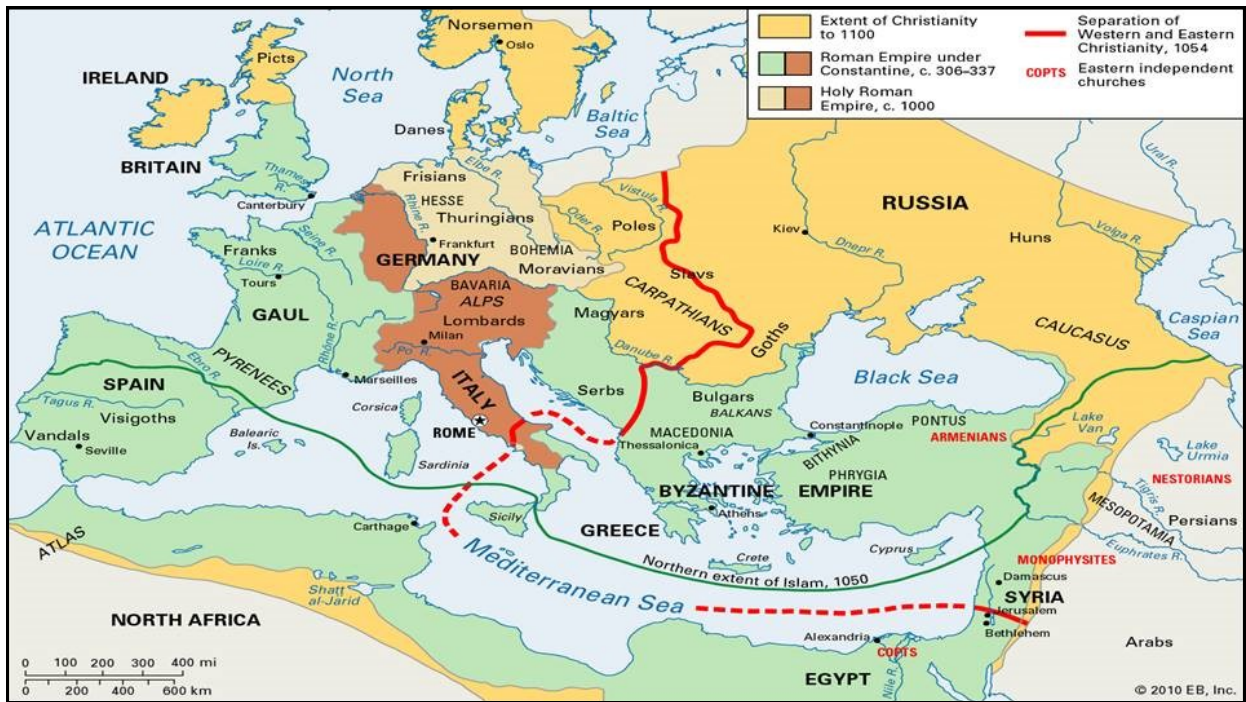 Extent of Christianity
to 1100
Roman Empire under
Constantine, c. 306–337
Holy Roman
Empire, c. 1000
Separation of
Western and Eastern
Christianity, 1054
COPTS
Eastern independent
churches
Norsemen
Oslo
Picts
IRELAND
North
Sea
Baltic
Sea
Danes
BRITAIN
Thames
R.
Canterbury
Frisians
Elbe R.
HESSE
Rhine R.
Thuringians
Frankfurt
GERMANY
BOHEMIA
Moravians
Vistula R.
Oder R.
Poles
Kiev
Dnepr R.
RUSSIA
Huns
Ural R.
Volga R.
ATLANTIC
OCEAN
Franks
Seine R.
Loire R.
Tours
GAUL
BAVARIA
ALPS
Lombards
Milan
Po R.
Slavs
CARPATHIANS
Magyars
Goths
Danube R.
CAUCASUS
Caspian
Sea
Rhône R.
Marseilles
PYRENEES
Ebro R.
SPAIN
Tagus R.
Visigoths
Vandals
Seville
Balearic
Is.
Corsica
ITALY
ROME
Sardinia
Serbs
Bulgars
BALKANS
Black Sea
MACEDONIA
Thessalonica
Constantinople
BITHYNIA
PONTUS
ARMENIANS
Lake
Van
Lake
Urmia
PHRYGIA
NESTORIANS
BYZANTINE EMPIRE
Athens
GREECE
Sicily
Carthage
ATLAS
Crete
Cyprus
Tigris R.
MESOPOTAMIA
Persians
Euphrates R.
MONOPHYSITES
Damascus
SYRIA
Jerusalem
Bethlehem
Northern extent of Islam, 1050
Mediterranean Sea
Shatt
al-Jarid
NORTH AFRICA
Alexandria
COPTS
EGYPT
Nile R.
Arabs
0 100 200 300 400 mi
0 200 400 600 km
© 2010 EB, Inc.